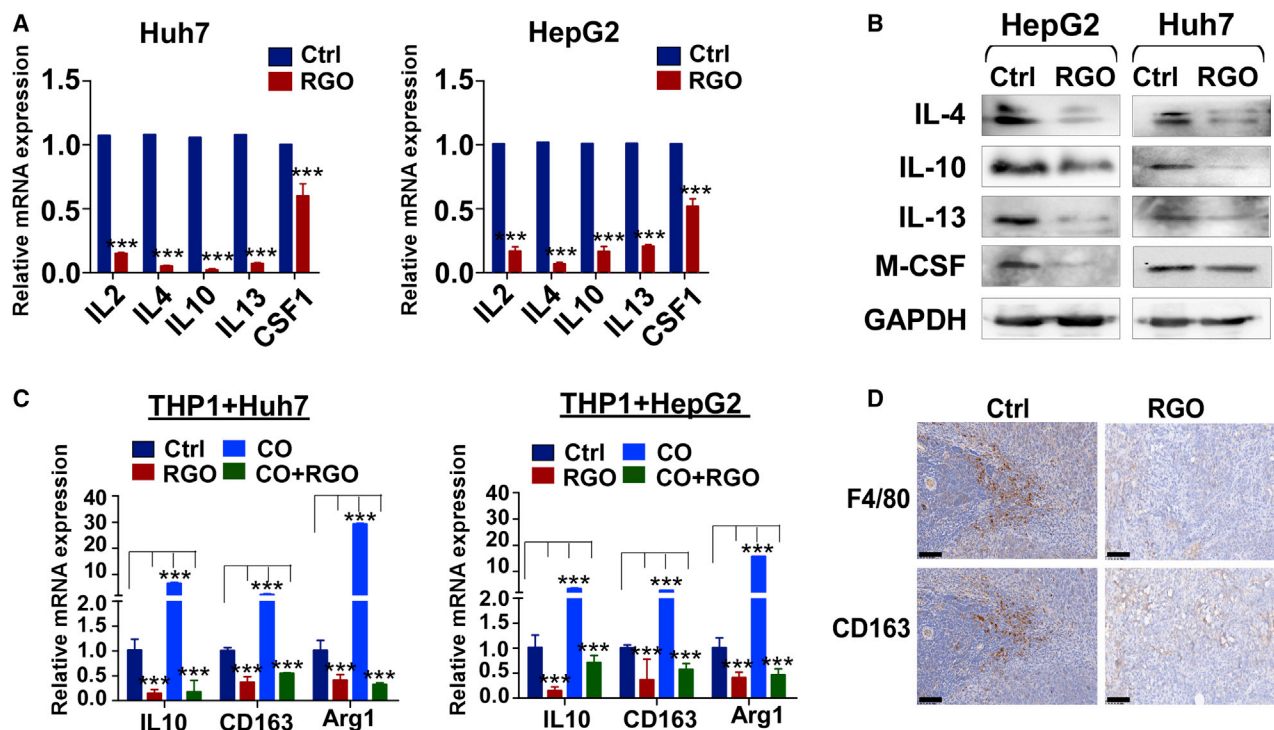 A
Huh7
Ctrl
RGO
Relative mRNA expression
1.5
1.0
0.5
0.0
***
***
***
***
***
IL2
IL4
IL10
IL13
CSF1
HepG2
Ctrl
RGO
Relative mRNA expression
1.5
1.0
0.5
0.0
***
***
***
***
***
IL2
IL4
IL10
IL13
CSF1
B
HepG2 Huh7
Ctrl RGO Ctrl RGO
IL-4
IL-10
IL-13
M-CSF
GAPDH
C
THP1+Huh7
Ctrl CO
RGO CO+RGO
Relative mRNA expression
40
30
20
10
2.0
1.5
1.0
0.5
0.0
***
***
***
***
***
***
***
***
***
IL10
CD163
Arg1
THP1+HepG2
Ctrl CO
RGO CO+RGO
Relative mRNA expression
40
30
20
10
2.0
1.5
1.0
0.5
0.0
***
***
***
***
***
***
***
***
***
IL10
CD163
Arg1
D
Ctrl RGO
F4/80
CD163